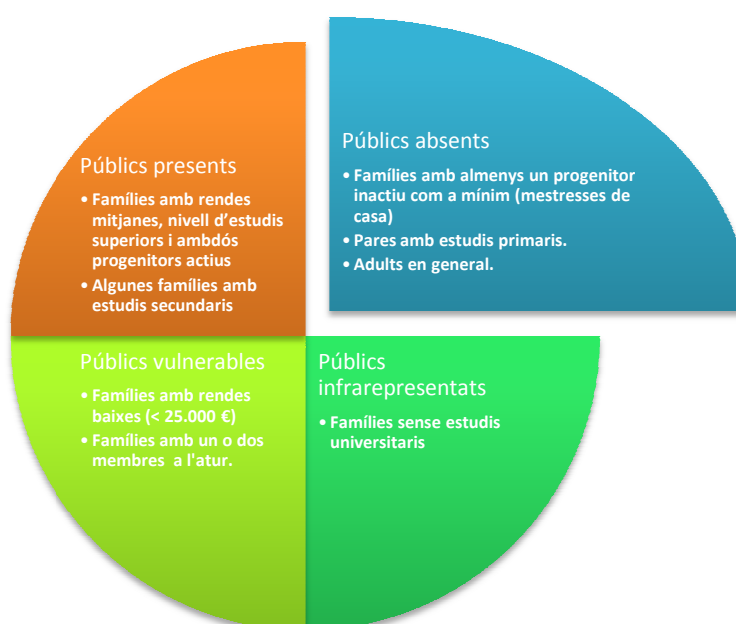 Públics presents
• Famílies amb rendes
mitjanes, nivell d’estudis
superiors i ambdós
progenitors actius
• Algunes famílies amb
estudis secundaris
Públics absents
• Famílies amb almenys un progenitor
inactiu com a mínim (mestresses de
casa)
• Pares amb estudis primaris.
• Adults en general.
Públics vulnerables
• Famílies amb rendes
baixes (< 25.000 €)
• Famílies amb un o dos
membres a l'atur.
Públics
infrarepresentats
• Famílies sense estudis
universitaris